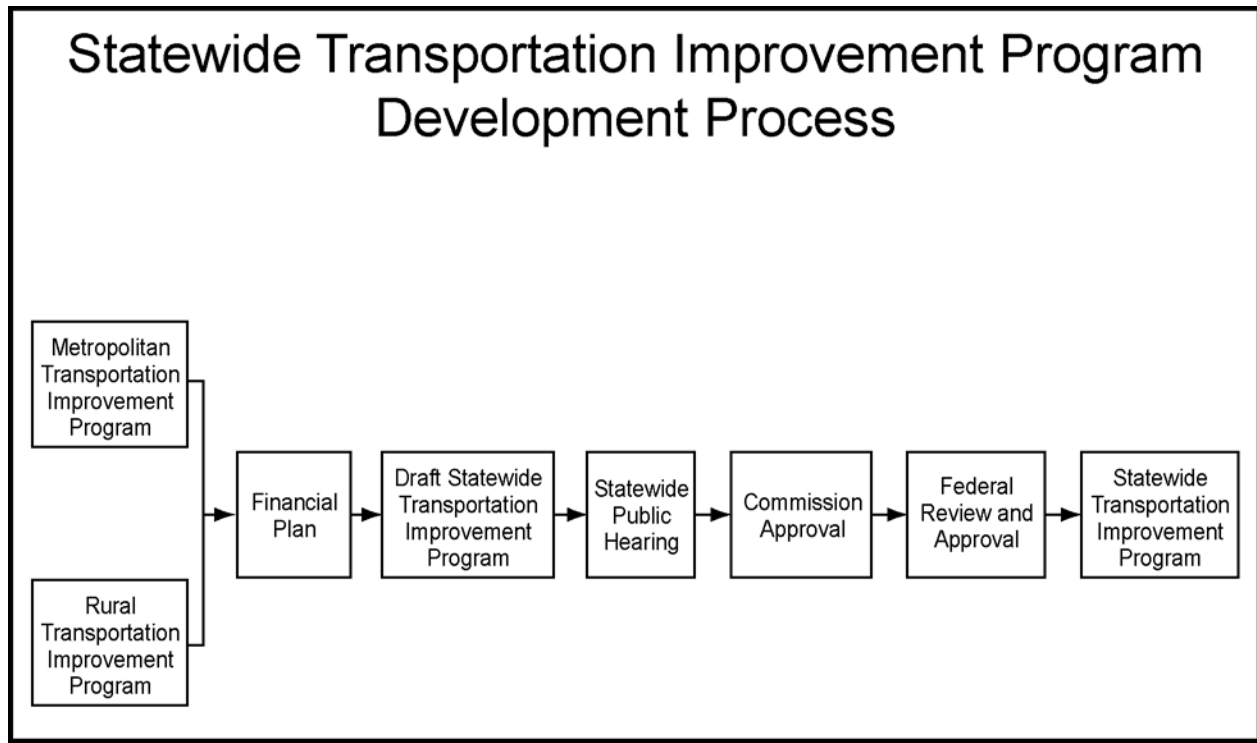 Statewide Transportation Improvement Program
Development Process
Metropolitan
Transportation
Improvement
Program
Rural
Transportation
Improvement
Program
Financial
Plan
Draft Statewide
Transportation
Improvement
Program
Statewide
Public
Hearing
Commission
Approval
Federal
Review and
Approval
Statewide
Transportation
Improvement
Program